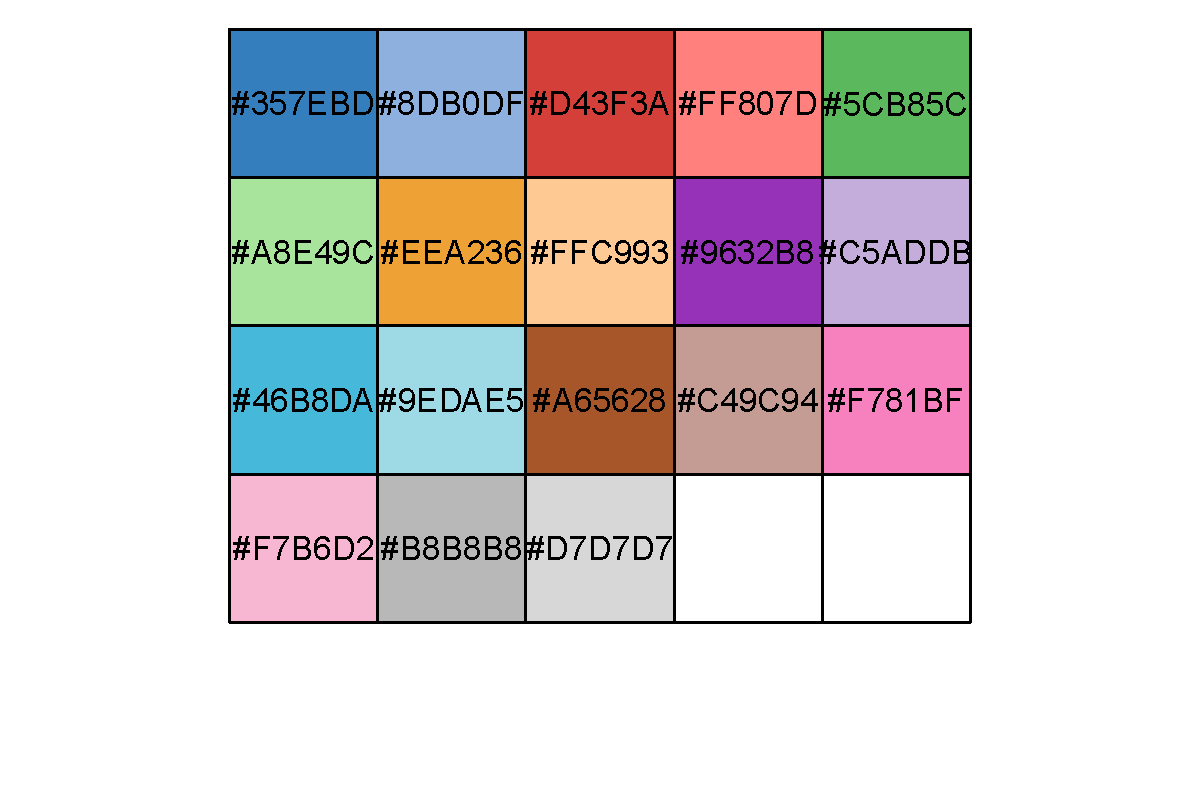 #357EBD #8DB0DF #D43F3A #FF807D #5CB85C
#A8E49C #EEA236 #FFC993 #9632B8 #C5ADDB
#46B8DA #9EDAE5 #A65628 #C49C94 #F781BF
#F7B6D2 #B8B8B8 #D7D7D7